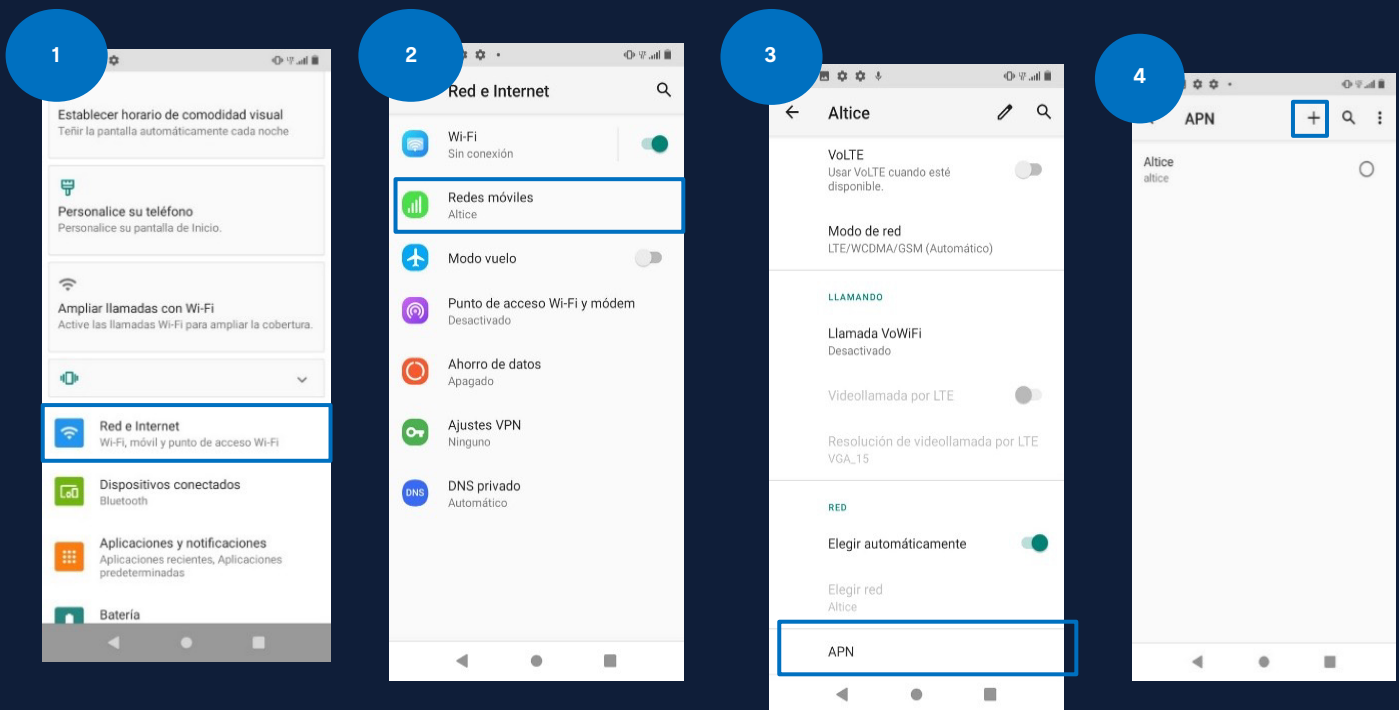 1
Establecer horario de comodidad visual
Teñir la pantalla automáticamente cada noche
Personalice su teléfono
Personalice su pantalla de Inicio.
Ampliar llamadas con Wi-Fi
Active las llamadas Wi-Fi para ampliar la cobertura.
Red e Internet
Wi-Fi, móvil y punto de acceso Wi-Fi
Dispositivos conectados
Bluetooth
Aplicaciones y notificaciones
Aplicaciones recientes, Aplicaciones
predeterminadas
Batería
2
Red e Internet
Wi-Fi
Sin conexión
Redes móviles
Altice
Modo vuelo
Punto de acceso Wi-Fi y módem
Desactivado
Ahorro de datos
Apagado
Ajustes VPN
Ninguno
DNS
DNS privado
Automático
3
Altice
VoLTE
Usar VoLTE cuando esté
disponible.
Modo de red
LTE/WCDMA/GSM (Automático)
LLAMANDO
Llamada VoWiFi
Desactivado
Videollamada por LTE
Resolución de videollamada por LTE
VGA_15
RED
Elegir automáticamente
Elegir red
Altice
APN
4
APN
Altice
altice